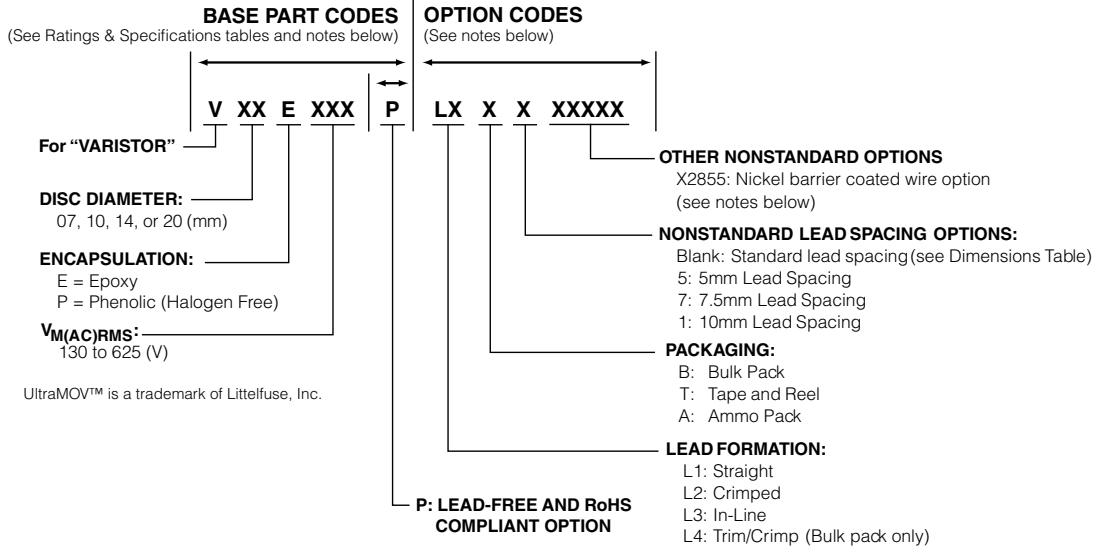 BASE PART CODES
(See Ratings & Specifications tables and notes below)
OPTION CODES
(See notes below)
V XX E XXX P LX X X XXXXX
For “VARISTOR”
DISC DIAMETER:
07, 10, 14, or 20 (mm)
ENCAPSULATION:
E = Epoxy
P = Phenolic (Halogen Free)
VM(AC)RMS:
130 to 625 (V)
UltraMOV™ is a trademark of Littelfuse, Inc.
OTHER NONSTANDARD OPTIONS
X2855: Nickel barrier coated wire option
(see notes below)
NONSTANDARD LEAD SPACING OPTIONS:
Blank: Standard lead spacing (see Dimensions Table)
5: 5mm Lead Spacing
7: 7.5mm Lead Spacing
1: 10mm Lead Spacing
PACKAGING:
B: Bulk Pack
T: Tape and Reel
A: Ammo Pack
LEAD FORMATION:
L1: Straight
L2: Crimped
L3: In-Line
L4: Trim/Crimp (Bulk pack only)
P: LEAD-FREE AND RoHS
COMPLIANT OPTION